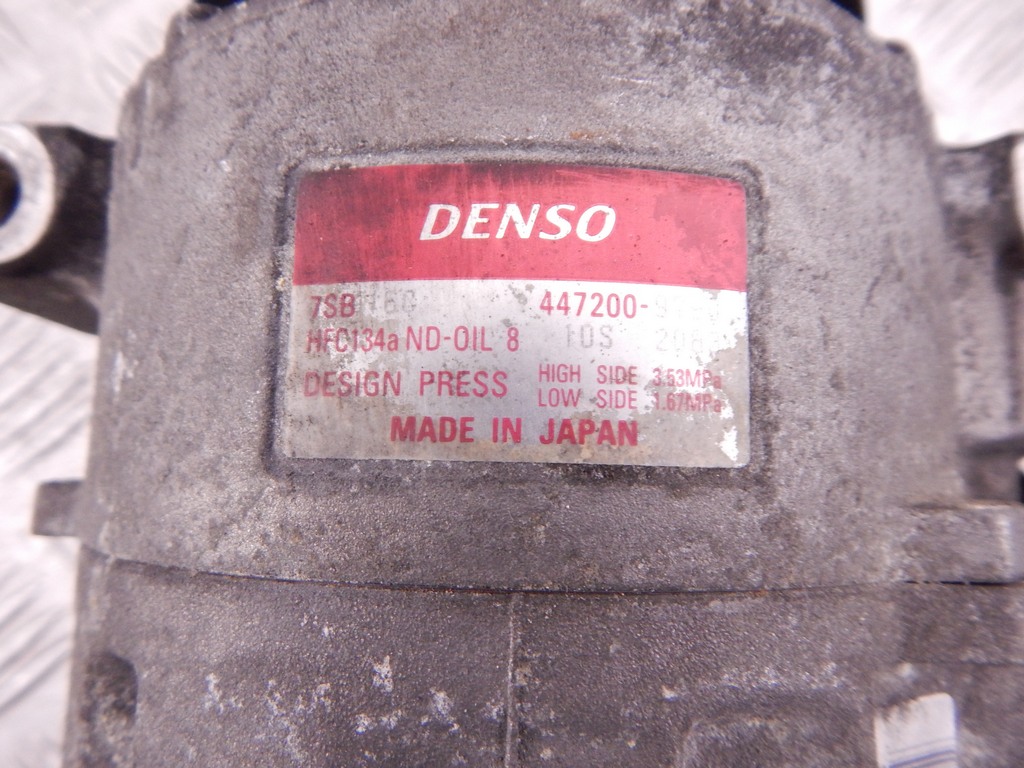 DENSO
7SB16C 447200-
HFC134a ND-OIL 8 10S
DESIGN PRESS HIGH SIDE 3.53MPa
LOW SIDE 1.67MPa
MADE IN JAPAN